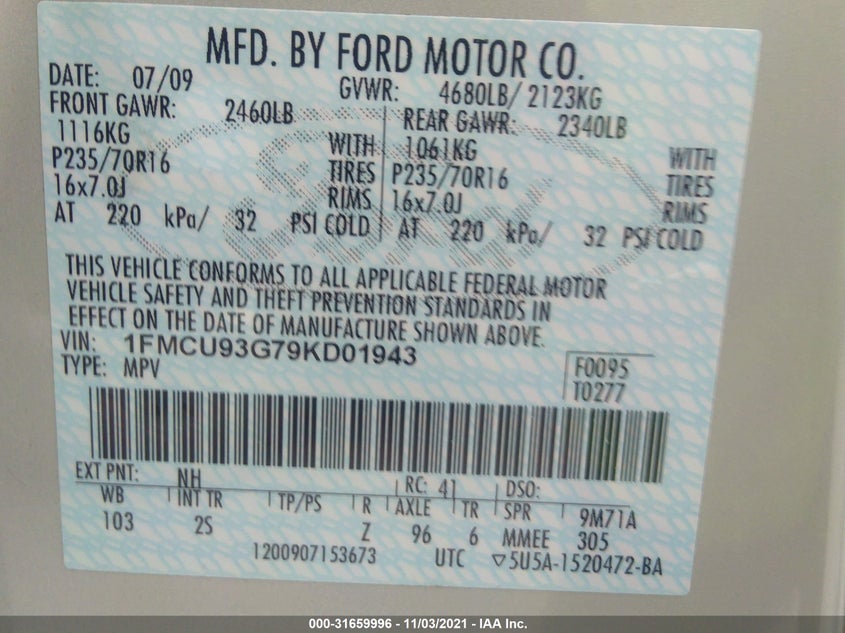 MFD. BY FORD MOTOR CO.
DATE: 07/09 GVWR: 4680LB/ 2123KG
FRONT GAWR: 2460LB REAR GAWR: 2340LB
1116KG WITH 1061KG WITH
P235/70R16 TIRES P235/70R16 TIRES
16x7.0J RIMS 16x7.0J RIMS
AT 220 kPa/ 32 PSI COLD AT 220 kPa/ 32 PSI COLD
THIS VEHICLE CONFORMS TO ALL APPLICABLE FEDERAL MOTOR
VEHICLE SAFETY AND THEFT PREVENTION STANDARDS IN
EFFECT ON THE DATE OF MANUFACTURE SHOWN ABOVE.
VIN: 1FMCU93G79KD01943
TYPE: MPV
F0095
T0277
EXT PNT: NH RC: 41 DSO:
WB INT TR TP/PS R AXLE TR SPR 9M71A
103 2S Z 96 6 MMEE 305
1200907153673 UTC ▽5U5A-1520472-BA
000-31659996 - 11/03/2021 - IAA Inc.